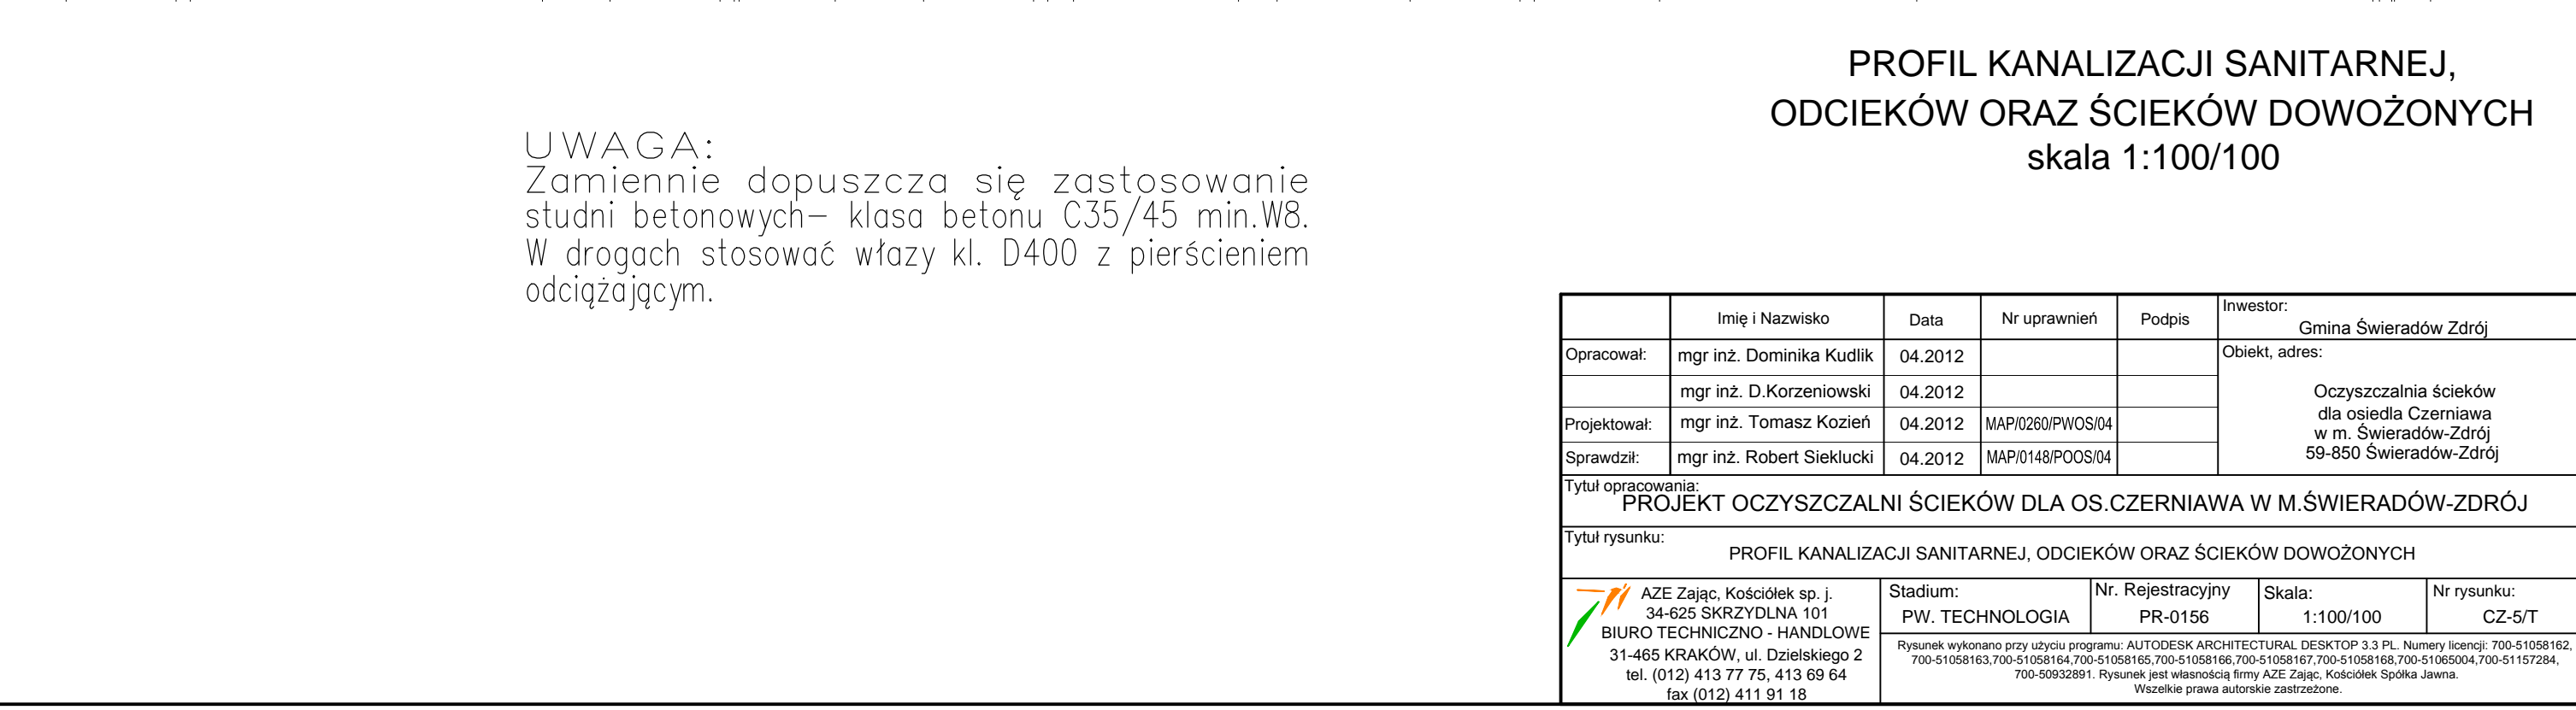 PROFIL KANALIZACJI SANITARNEJ,
ODCIEKÓW ORAZ ŚCIEKÓW DOWOŻONYCH
skala 1:100/100
UWAGA:
Zamiennie dopuszcza się zastosowanie
studni betonowych– klasa betonu C35/45 min.W8.
W drogach stosować włazy kl. D400 z pierścieniem
odciążającym.
Imię i Nazwisko Data Nr uprawnień Podpis Inwestor:
Gmina Świeradów Zdrój
Opracował: mgr inż. Dominika Kudlik 04.2012
mgr inż. D.Korzeniowski 04.2012
Projektował: mgr inż. Tomasz Kozień 04.2012 MAP/0260/PWOS/04
Sprawdził: mgr inż. Robert Sieklucki 04.2012 MAP/0148/POOS/04
Obiekt, adres:
Oczyszczalnia ścieków
dla osiedla Czerniawa
w m. Świeradów-Zdrój
59-850 Świeradów-Zdrój
Tytuł opracowania:
PROJEKT OCZYSZCZALNI ŚCIEKÓW DLA OS.CZERNIAWA W M.ŚWIERADÓW-ZDRÓJ
Tytuł rysunku:
PROFIL KANALIZACJI SANITARNEJ, ODCIEKÓW ORAZ ŚCIEKÓW DOWOŻONYCH
AZE Zając, Kościółek sp. j.
34-625 SKRZYDLNA 101
BIURO TECHNICZNO - HANDLOWE
31-465 KRAKÓW, ul. Dzielskiego 2
tel. (012) 413 77 75, 413 69 64
fax (012) 411 91 18
Stadium:
PW. TECHNOLOGIA
Nr. Rejestracyjny
PR-0156
Skala:
1:100/100
Nr rysunku:
CZ-5/T
Rysunek wykonano przy użyciu programu: AUTODESK ARCHITECTURAL DESKTOP 3.3 PL. Numery licencji: 700-51058162,
700-51058163,700-51058164,700-51058165,700-51058166,700-51058167,700-51058168,700-51065004,700-51157284,
700-50932891. Rysunek jest własnością firmy AZE Zając, Kościółek Spółka Jawna.
Wszelkie prawa autorskie zastrzeżone.